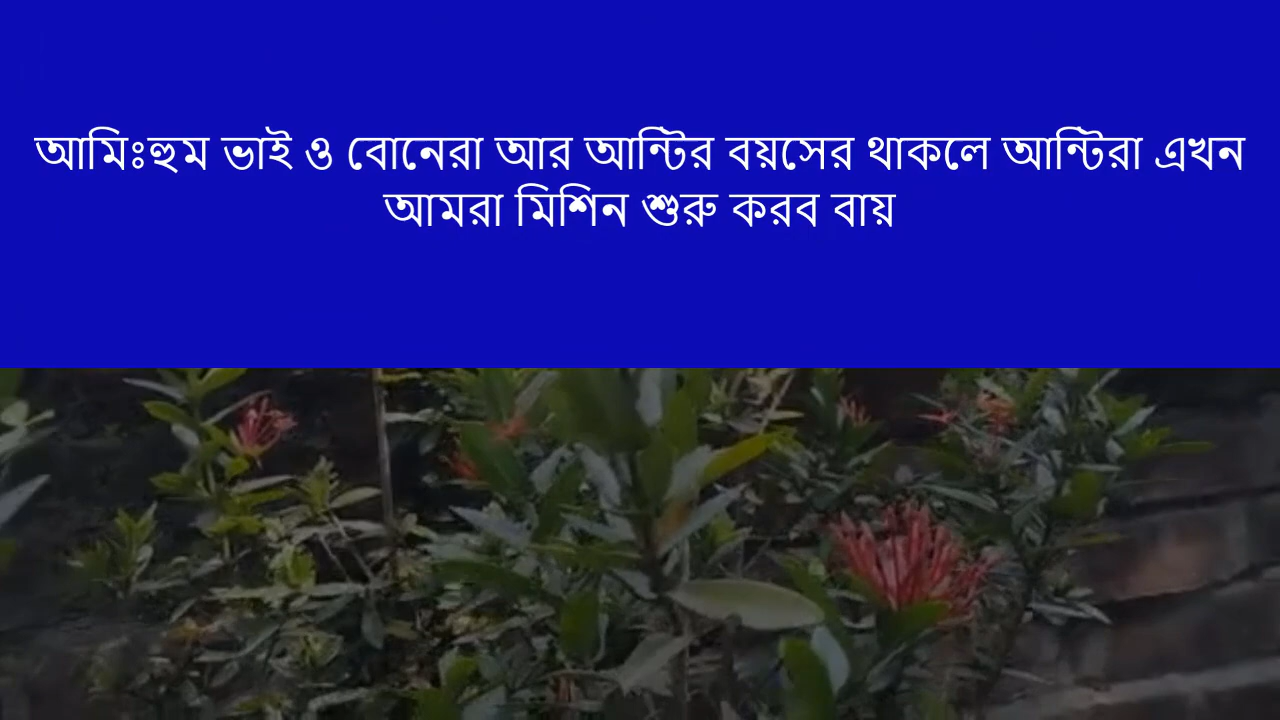 আমিঃহুম ভাই ও বোনেরা আর আন্টির বয়সের থাকলে আন্টিরা এখন
আমরা মিশিন শুরু করব বায়